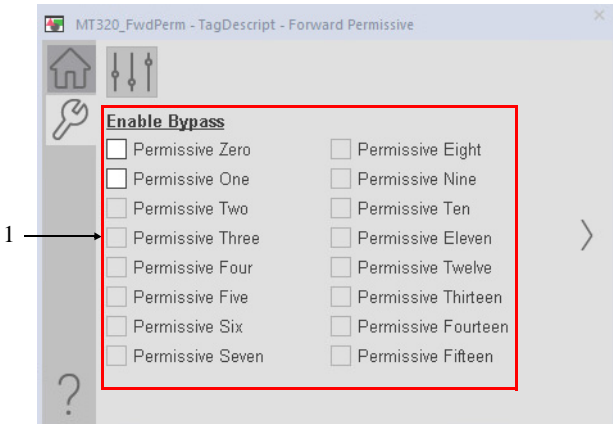 MT320_FwdPerm - TagDescript - Forward Permissive
Enable Bypass
Permissive Zero
Permissive One
Permissive Two
Permissive Three
Permissive Four
Permissive Five
Permissive Six
Permissive Seven
Permissive Eight
Permissive Nine
Permissive Ten
Permissive Eleven
Permissive Twelve
Permissive Thirteen
Permissive Fourteen
Permissive Fifteen
1
?